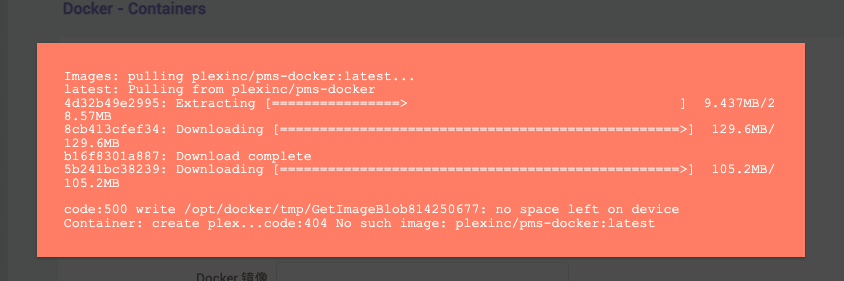 Docker - Containers
Images: pulling plexinc/pms-docker:latest...
latest: Pulling from plexinc/pms-docker
4d32b49e2995: Extracting [================>                                  ]  9.437MB/2
8.57MB
8cb413cfef34: Downloading [==================================================>]  129.6MB/
129.6MB
b16f8301a887: Download complete
5b241bc38239: Downloading [==================================================>]  105.2MB/
105.2MB
code:500 write /opt/docker/tmp/GetImageBlob814250677: no space left on device
Container: create plex...code:404 No such image: plexinc/pms-docker:latest
Docker 镜像